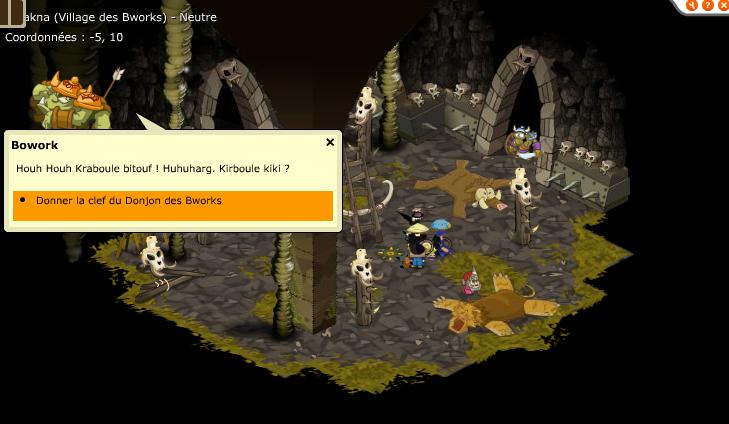 akna (Village des Bworks) - Neutre
Coordonnées : -5, 10
Bowork
Houh Houh Kraboule bitouf ! Huhuharg. Kirboule kiki ?
Donner la clef du Donjon des Bworks